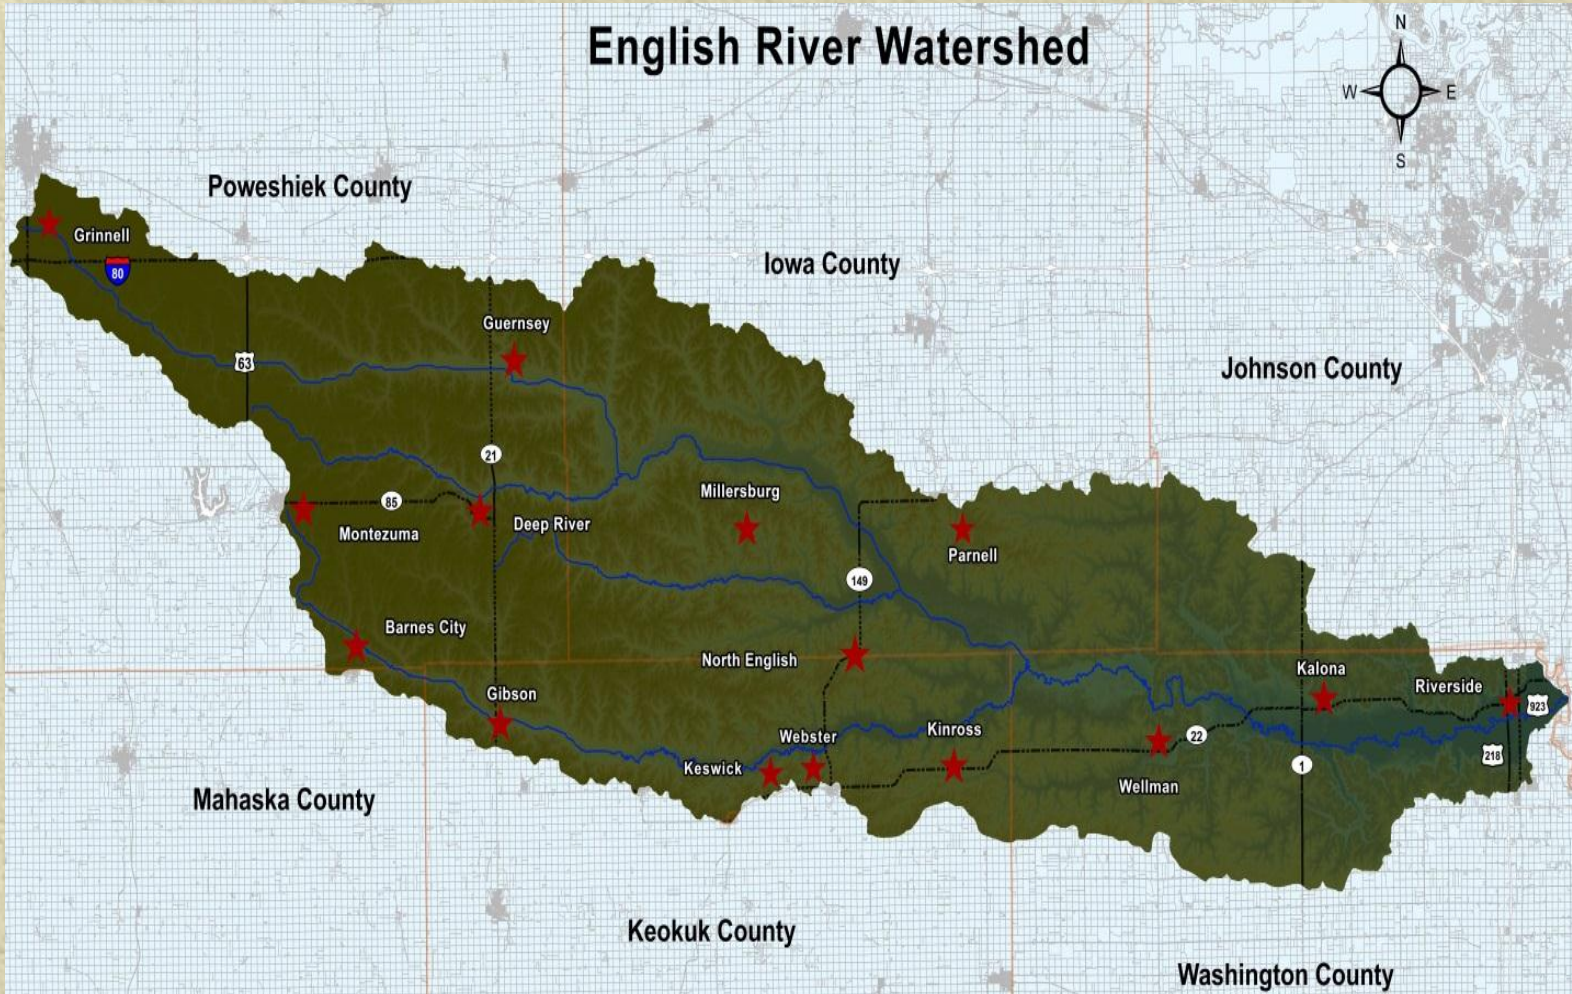 English River Watershed
N
W
E
S
Poweshiek County
Grinnell
80
Iowa County
Guernsey
63
Johnson County
21
Millersburg
85
Deep River
Montezuma
Parnell
149
Barnes City
North English
Kalona
Gibson
Riverside
923
Webster
Kinross
22
Keswick
218
1
Wellman
Mahaska County
Keokuk County
Washington County